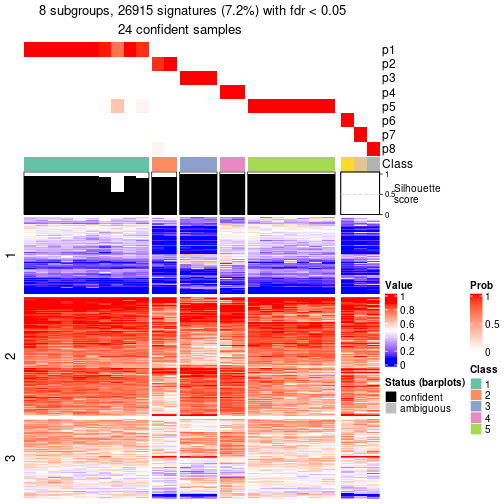 8 subgroups, 26915 signatures (7.2%) with fdr < 0.05
24 confident samples
p1
p2
p3
p4
p5
p6
p7
p8
Class
1
0.5
0
Silhouette
score
1
2
3
Value
1
0.8
0.6
0.4
0.2
0
Prob
1
0.5
0
Status (barplots)
confident
ambiguous
Class
1
2
3
4
5